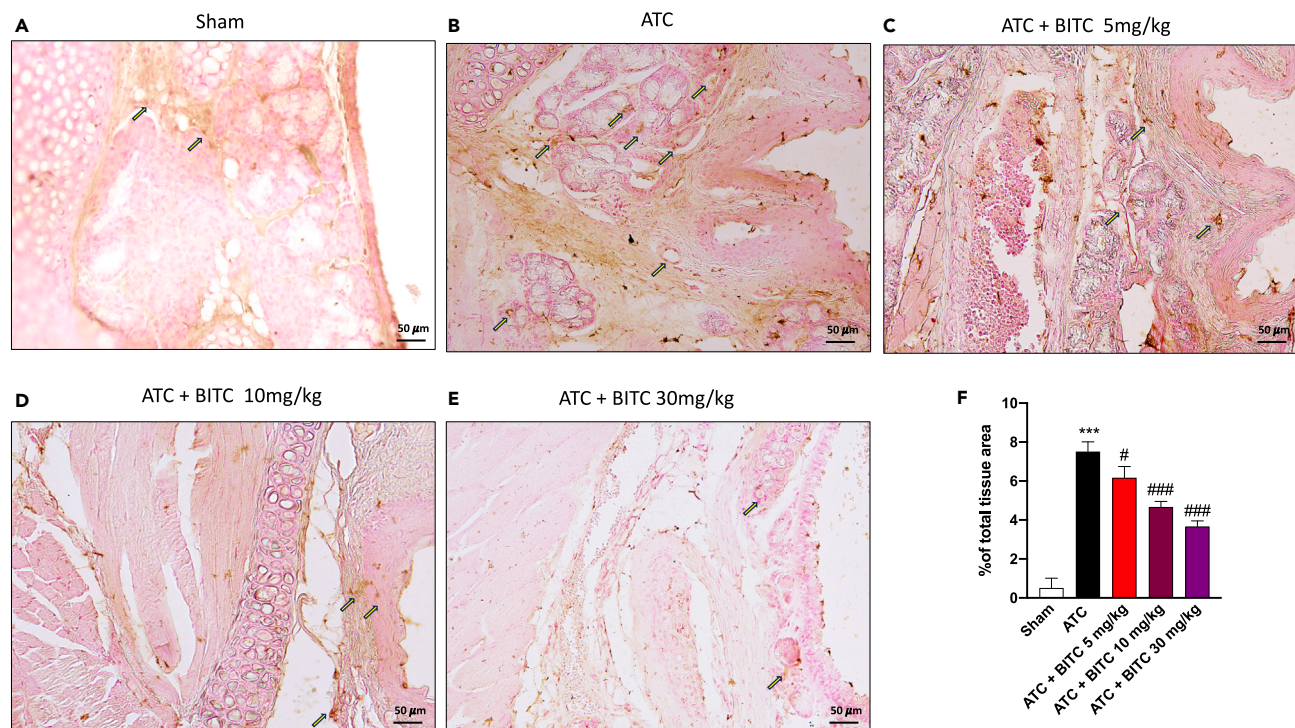 A
Sham
50 µm
B
ATC
50 µm
C
ATC + BITC 5mg/kg
50 µm
D
ATC + BITC 10mg/kg
50 µm
E
ATC + BITC 30mg/kg
50 µm
F
%of total tissue area
10
8
6
4
2
0
***
#
###
###
Sham
ATC
ATC + BITC 5 mg/kg
ATC + BITC 10 mg/kg
ATC + BITC 30 mg/kg